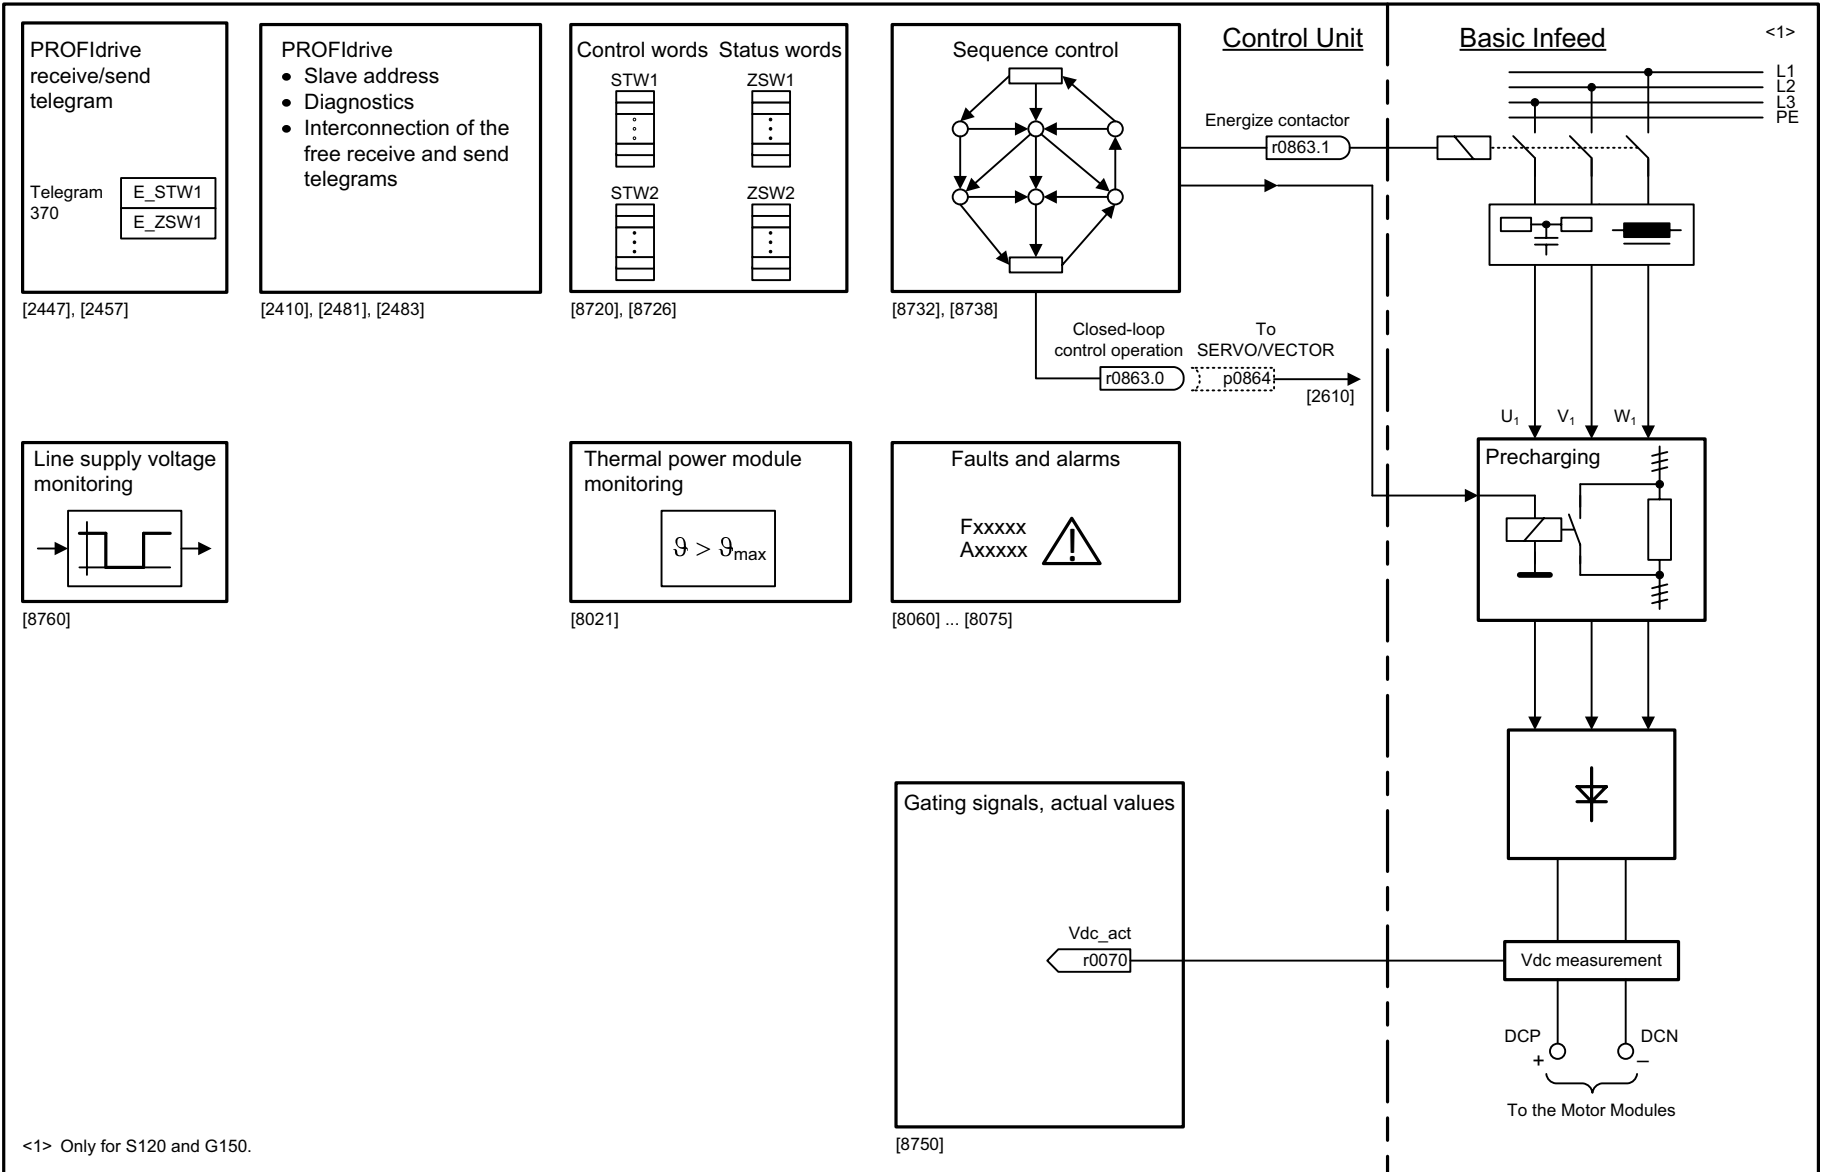 PROFIdrive
receive/send
telegram
Telegram
370
E_STW1
E_ZSW1
[2447], [2457]
PROFIdrive
• Slave address
• Diagnostics
• Interconnection of the
free receive and send
telegrams
[2410], [2481], [2483]
Control words Status words
STW1 ZSW1
STW2 ZSW2
[8720], [8726]
Sequence control
[8732], [8738]
Control Unit
Energize contactor
r0863.1
Closed-loop
control operation
r0863.0
To
SERVO/VECTOR
p0864
[2610]
Basic Infeed
<1>
L1
L2
L3
PE
U1 V1 W1
Precharging
Line supply voltage
monitoring
[8760]
Thermal power module
monitoring
ϑ > ϑmax
[8021]
Faults and alarms
Fxxxxx
Axxxxx
!
[8060] ... [8075]
Gating signals, actual values
Vdc_act
r0070
[8750]
Vdc measurement
DCP DCN
+ –
To the Motor Modules
<1> Only for S120 and G150.